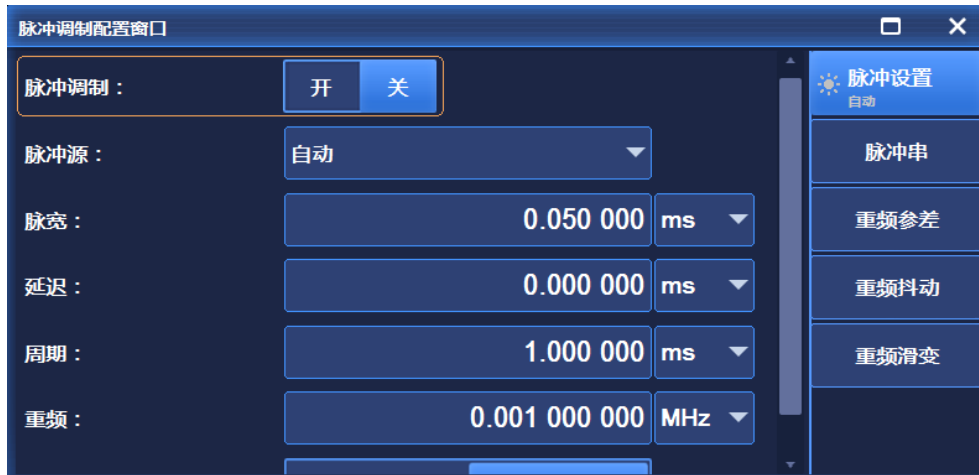 脉冲调制配置窗口
脉冲调制： 开 关
脉冲源： 自动
脉宽： 0.050 000 ms
延迟： 0.000 000 ms
周期： 1.000 000 ms
重频： 0.001 000 000 MHz
脉冲设置
自动
脉冲串
重频参差
重频抖动
重频滑变